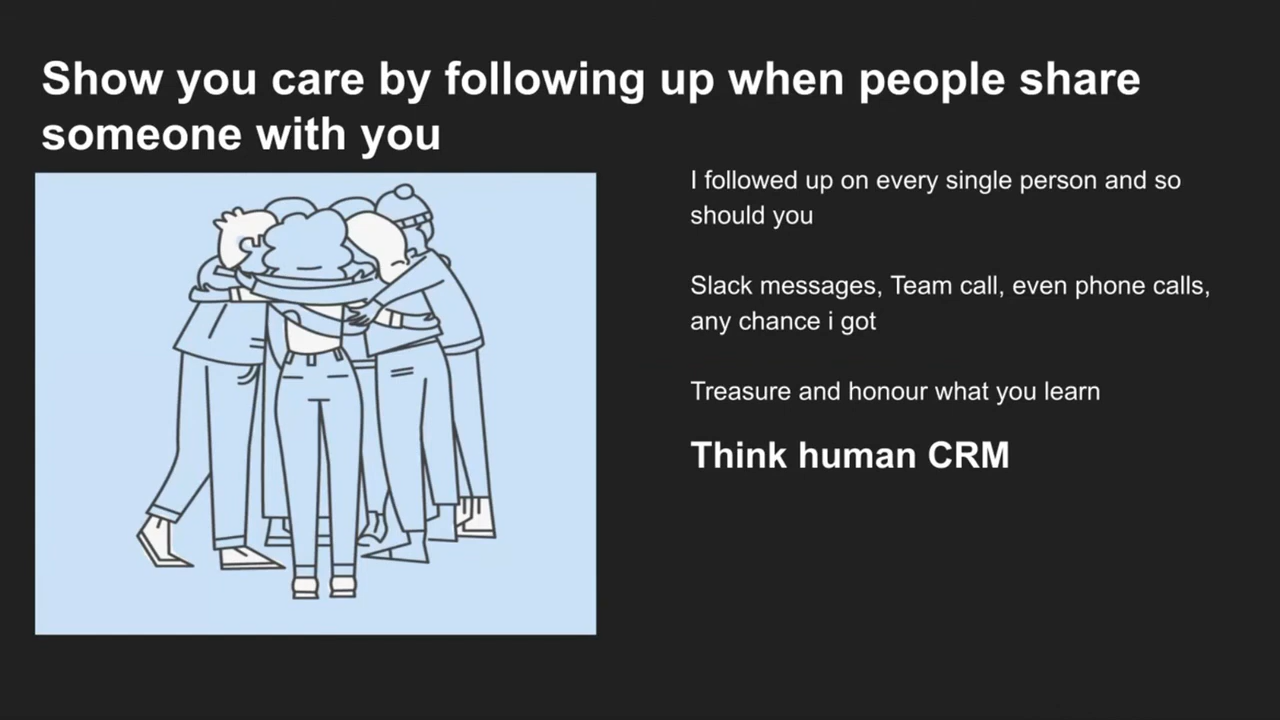 Show you care by following up when people share
someone with you
I followed up on every single person and so
should you
Slack messages, Team call, even phone calls,
any chance i got
Treasure and honour what you learn
Think human CRM